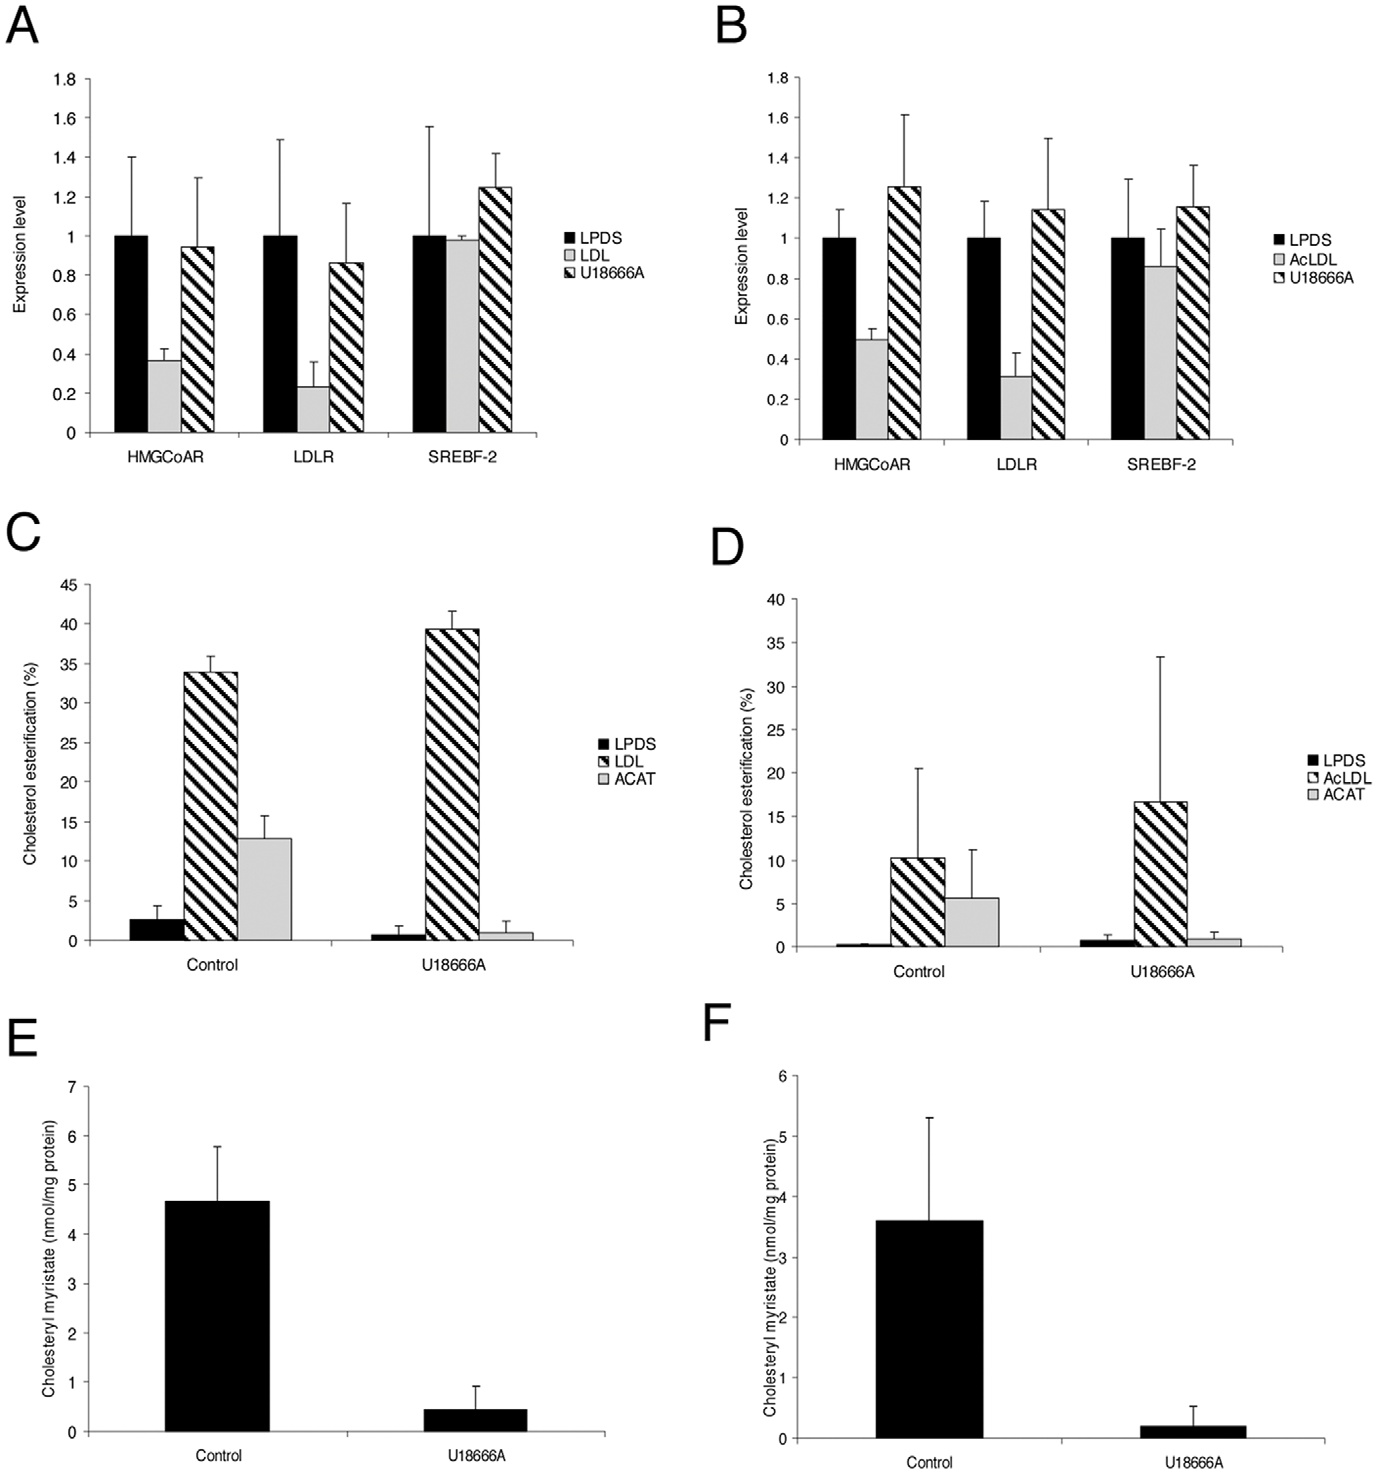 A
1.8
1.6
1.4
1.2
1
0.8
0.6
0.4
0.2
0
Expression level
HMGCoAR LDLR SREBF-2
LPDS
LDL
U18666A
B
1.8
1.6
1.4
1.2
1
0.8
0.6
0.4
0.2
0
Expression level
HMGCoAR LDLR SREBF-2
LPDS
AcLDL
U18666A
C
45
40
35
30
25
20
15
10
5
0
Cholesterol esterification (%)
Control U18666A
LPDS
LDL
ACAT
D
40
35
30
25
20
15
10
5
0
Cholesterol esterification (%)
Control U18666A
LPDS
AcLDL
ACAT
E
7
6
5
4
3
2
1
0
Cholesteryl myristate (nmol/mg protein)
Control U18666A
F
6
5
4
3
2
1
0
Cholesteryl myristate (nmol/mg protein)
Control U18666A